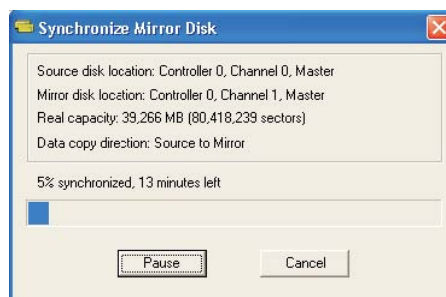 Synchronize Mirror Disk
Source disk location: Controller 0, Channel 0, Master
Mirror disk location: Controller 0, Channel 1, Master
Real capacity: 39,266 MB (80,418,239 sectors)
Data copy direction: Source to Mirror
5% synchronized, 13 minutes left
Pause Cancel